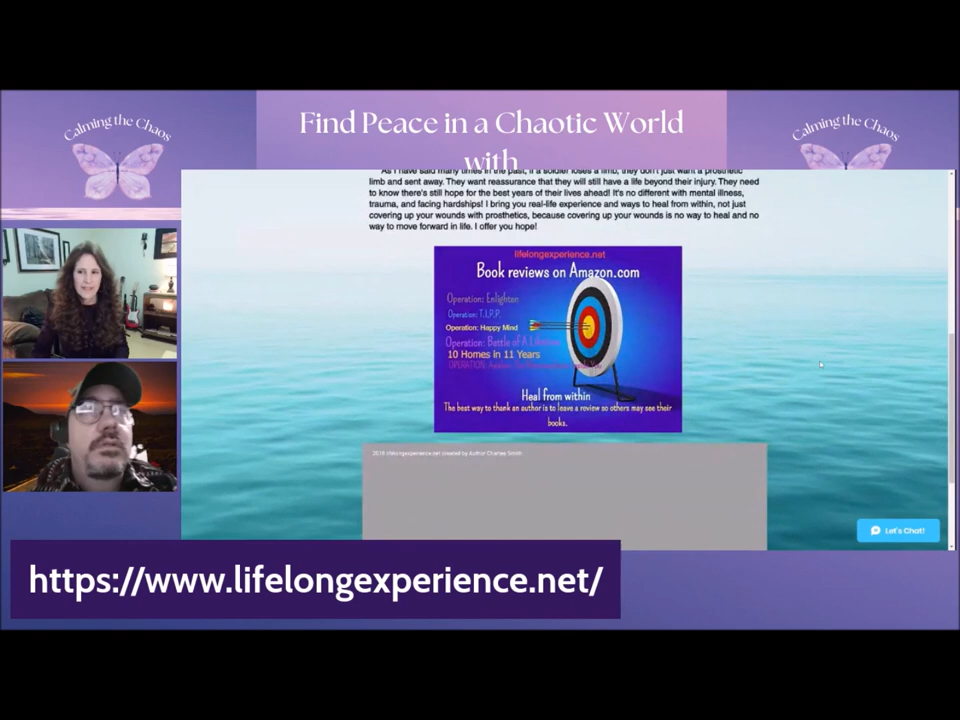 Calming the Chaos
Find Peace in a Chaotic World
with
Calming the Chaos
As I have said many times in the past, if a soldier loses a limb, they don't just want a prosthetic
limb and sent away. They want reassurance that they will still have a life beyond their injury. They need
to know there's still hope for the best years of their lives ahead! It's no different with mental illness,
trauma, and facing hardships! I bring you real-life experience and ways to heal from within, not just
covering up your wounds with prosthetics, because covering up your wounds is no way to heal and no
way to move forward in life. I offer you hope!
lifelongexperience.net
Book reviews on Amazon.com
Operation: Enlighten
Operation: T.I.P.P.
Operation: Happy Mind
Operation: Battle of A Lifetime
10 Homes in 11 Years
OPERATION:
Heal from within
The best way to thank an author is to leave a review so others may see their
books.
2019 lifelongexperience.net created by Author Charles Smith
Let's Chat!
https://www.lifelongexperience.net/